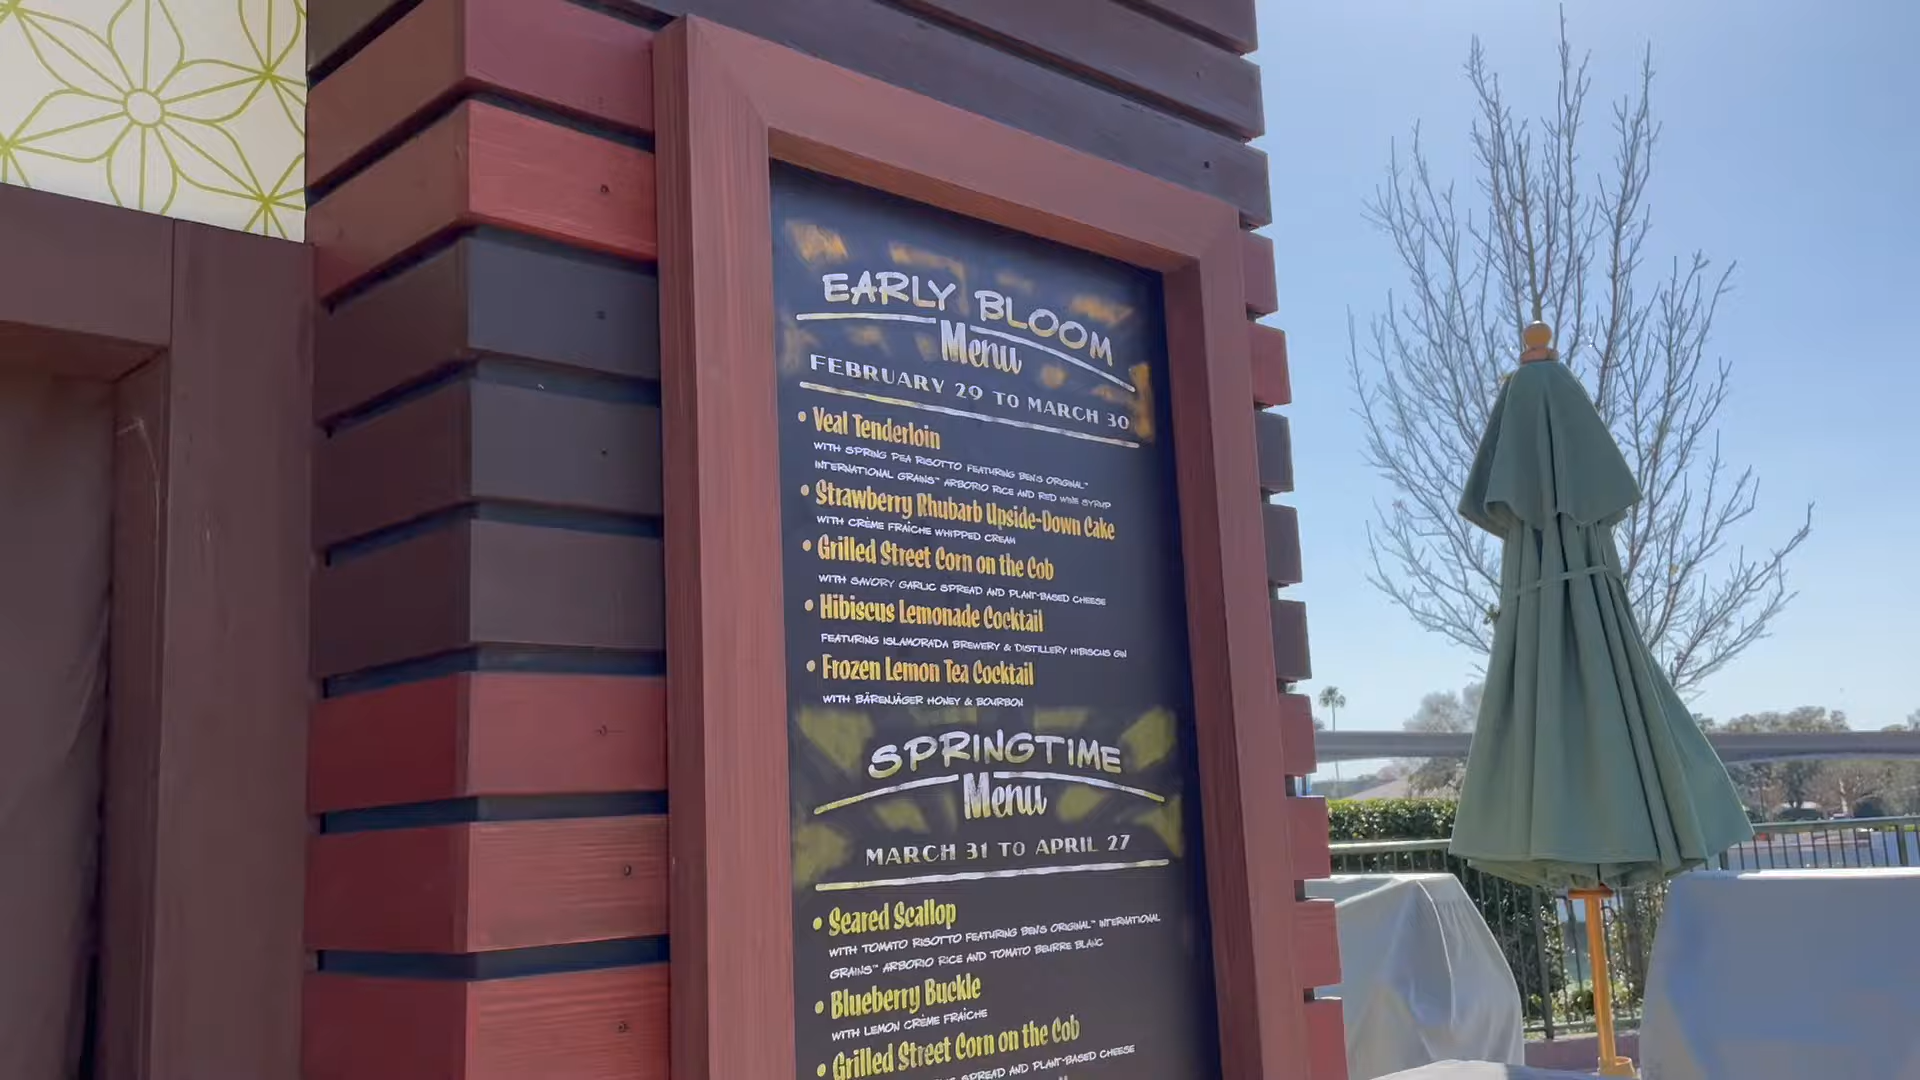 EARLY BLOOM
Menu
FEBRUARY 29 TO MARCH 30
• Veal Tenderloin
WITH SPRING PEA RISOTTO FEATURING BEN'S ORIGINAL™
INTERNATIONAL GRAINS™ ARBORIO RICE AND RED WINE SYRUP
• Strawberry Rhubarb Upside-Down Cake
WITH CRÈME FRAÎCHE WHIPPED CREAM
• Grilled Street Corn on the Cob
WITH SAVORY GARLIC SPREAD AND PLANT-BASED CHEESE
• Hibiscus Lemonade Cocktail
FEATURING ISLAMORADA BREWERY & DISTILLERY HIBISCUS GIN
• Frozen Lemon Tea Cocktail
WITH BÄRENJÄGER HONEY & BOURBON
SPRINGTIME
Menu
MARCH 31 TO APRIL 27
• Seared Scallop
WITH TOMATO RISOTTO FEATURING BEN'S ORIGINAL™ INTERNATIONAL
GRAINS™ ARBORIO RICE AND TOMATO BEURRE BLANC
• Blueberry Buckle
WITH LEMON CRÈME FRAÎCHE
• Grilled Street Corn on the Cob
SPREAD AND PLANT-BASED CHEESE